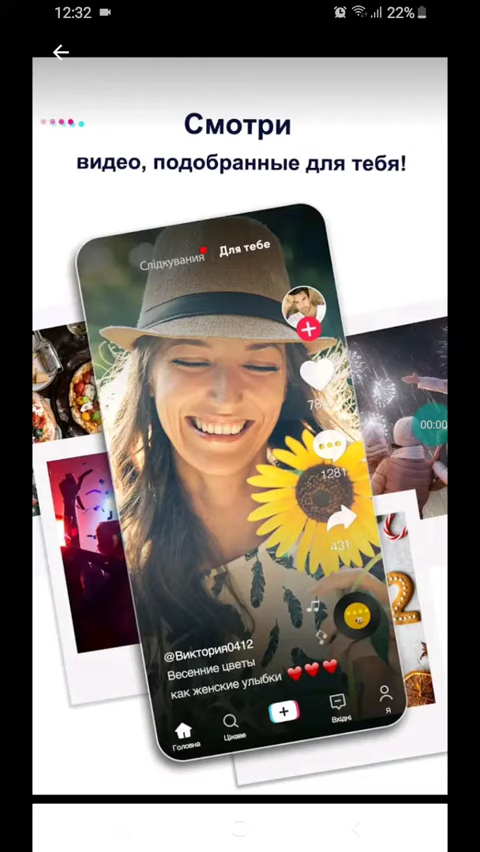 12:32
22%
Смотри
видео, подобранные для тебя!
Слідкування Для тебе
00:00
1281
431
@Виктория0412
Весенние цветы
как женские улыбки
Головна
Цікаве
Вхідні
Я